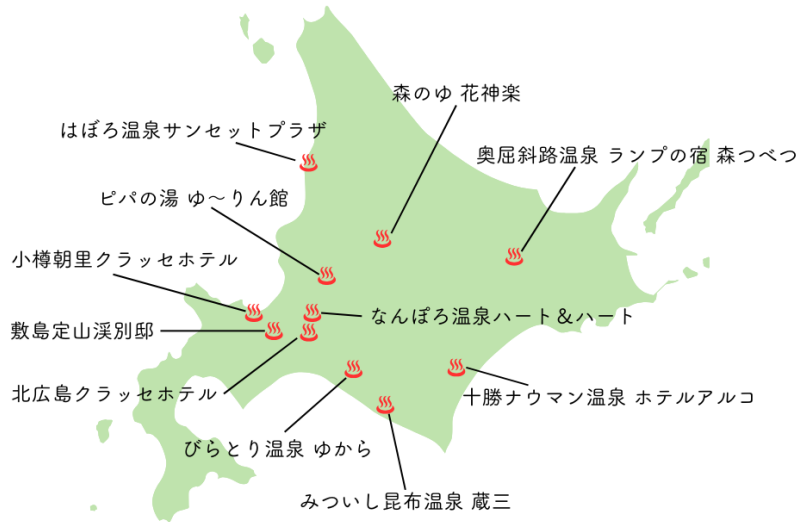 森のゆ 花神楽
はぼろ温泉サンセットプラザ
奥屈斜路温泉 ランプの宿 森つべつ
ピパの湯 ゆ～りん館
小樽朝里クラッセホテル
なんぽろ温泉ハート＆ハート
敷島定山渓別邸
北広島クラッセホテル
十勝ナウマン温泉 ホテルアルコ
びらとり温泉 ゆから
みついし昆布温泉 蔵三